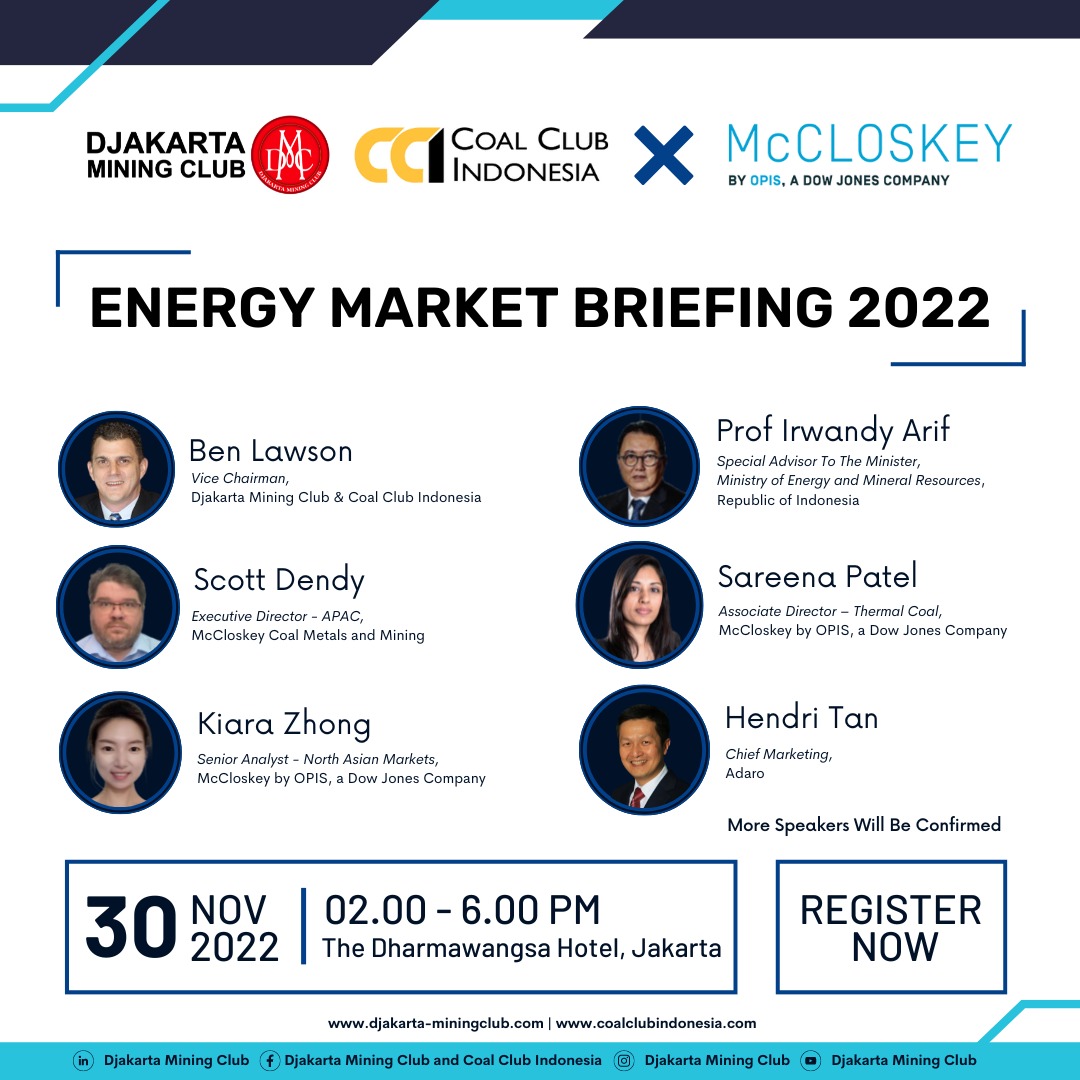 DJAKARTA
MINING CLUB
DMC
DJAKARTA MINING CLUB
CCI
COAL CLUB
INDONESIA
McCLOSKEY
BY OPIS, A DOW JONES COMPANY
ENERGY MARKET BRIEFING 2022
Ben Lawson
Vice Chairman,
Djakarta Mining Club & Coal Club Indonesia
Prof Irwandy Arif
Special Advisor To The Minister,
Ministry of Energy and Mineral Resources,
Republic of Indonesia
Scott Dendy
Executive Director - APAC,
McCloskey Coal Metals and Mining
Sareena Patel
Associate Director – Thermal Coal,
McCloskey by OPIS, a Dow Jones Company
Kiara Zhong
Senior Analyst - North Asian Markets,
McCloskey by OPIS, a Dow Jones Company
Hendri Tan
Chief Marketing,
Adaro
More Speakers Will Be Confirmed
30 NOV 2022
02.00 - 6.00 PM
The Dharmawangsa Hotel, Jakarta
REGISTER
NOW
www.djakarta-miningclub.com | www.coalclubindonesia.com
in Djakarta Mining Club f Djakarta Mining Club and Coal Club Indonesia Djakarta Mining Club Djakarta Mining Club